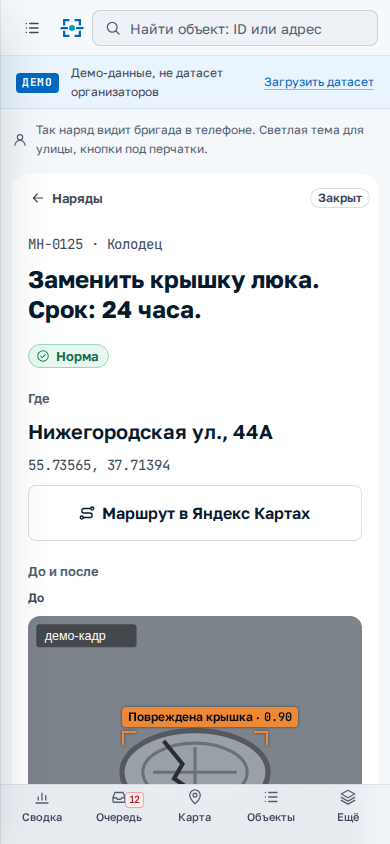 Найти объект: ID или адрес
ДЕМО
Демо-данные, не датасет
организаторов
Загрузить датасет
Так наряд видит бригада в телефоне. Светлая тема для
улицы, кнопки под перчатки.
Наряды
Закрыт
МН-0125 · Колодец
Заменить крышку люка.
Срок: 24 часа.
Норма
Где
Нижегородская ул., 44А
55.73565, 37.71394
Маршрут в Яндекс Картах
До и после
До
демо-кадр
Повреждена крышка · 0.90
12
Сводка
Очередь
Карта
Объекты
Ещё